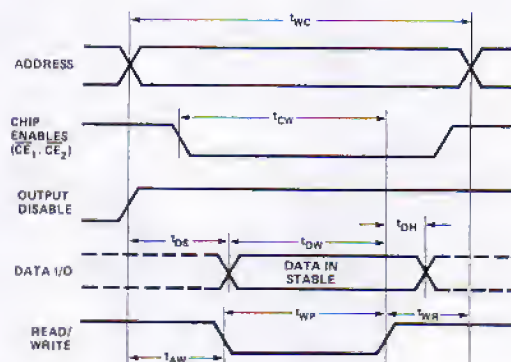 tWC
ADDRESS
CHIP
ENABLES
(CE1, CE2)
tCW
OUTPUT
DISABLE
tDH
tDS
tDW
DATA I/O
DATA IN
STABLE
tWP
tWR
READ/
WRITE
tAW